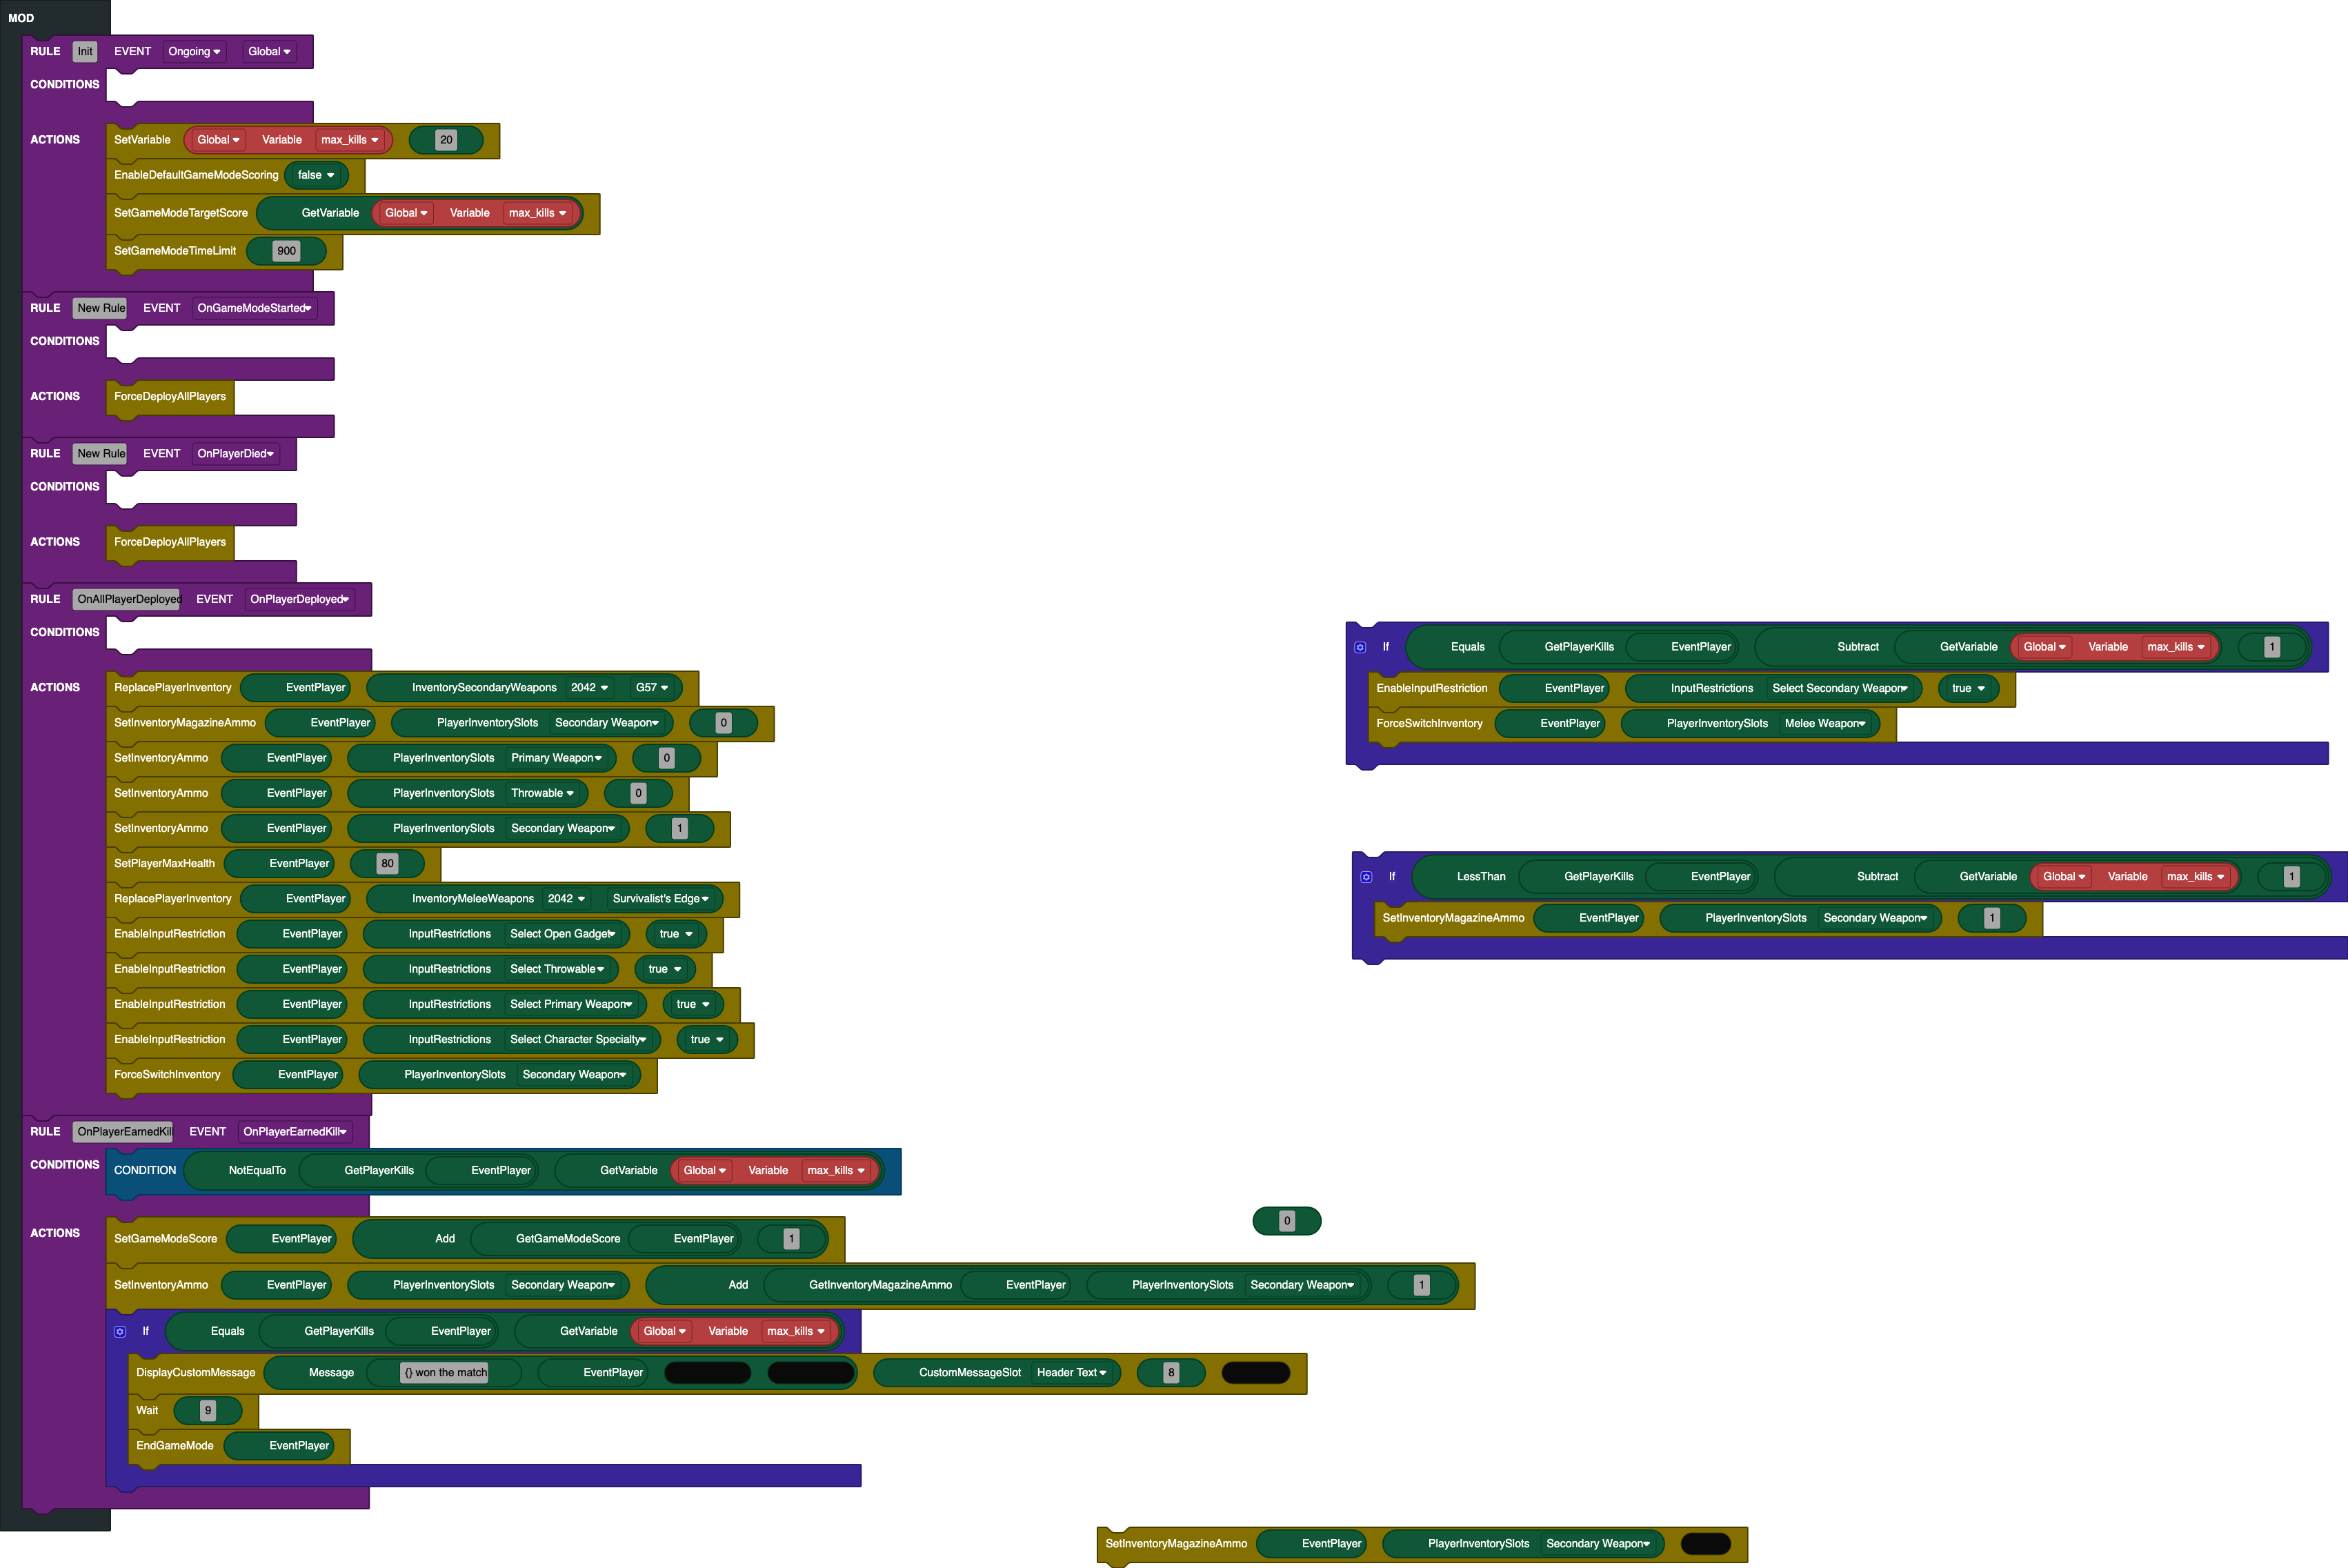 MOD
RULE Init EVENT Ongoing Global
CONDITIONS
ACTIONS SetVariable Global Variable max_kills 20
EnableDefaultGameModeScoring false
SetGameModeTargetScore GetVariable Global Variable max_kills
SetGameModeTimeLimit 900
RULE New Rule EVENT OnGameModeStarted
CONDITIONS
ACTIONS ForceDeployAllPlayers
RULE New Rule EVENT OnPlayerDied
CONDITIONS
ACTIONS ForceDeployAllPlayers
RULE OnAllPlayerDeployed EVENT OnPlayerDeployed
CONDITIONS
ACTIONS ReplacePlayerInventory EventPlayer InventorySecondaryWeapons 2042 G57
SetInventoryMagazineAmmo EventPlayer PlayerInventorySlots Secondary Weapon 0
SetInventoryAmmo EventPlayer PlayerInventorySlots Primary Weapon 0
SetInventoryAmmo EventPlayer PlayerInventorySlots Throwable 0
SetInventoryAmmo EventPlayer PlayerInventorySlots Secondary Weapon 1
SetPlayerMaxHealth EventPlayer 80
ReplacePlayerInventory EventPlayer InventoryMeleeWeapons 2042 Survivalist's Edge
EnableInputRestriction EventPlayer InputRestrictions Select Open Gadget true
EnableInputRestriction EventPlayer InputRestrictions Select Throwable true
EnableInputRestriction EventPlayer InputRestrictions Select Primary Weapon true
EnableInputRestriction EventPlayer InputRestrictions Select Character Specialty true
ForceSwitchInventory EventPlayer PlayerInventorySlots Secondary Weapon
RULE OnPlayerEarnedKill EVENT OnPlayerEarnedKill
CONDITIONS CONDITION NotEqualTo GetPlayerKills EventPlayer GetVariable Global Variable max_kills
ACTIONS SetGameModeScore EventPlayer Add GetGameModeScore EventPlayer 1
SetInventoryAmmo EventPlayer PlayerInventorySlots Secondary Weapon Add GetInventoryMagazineAmmo EventPlayer PlayerInventorySlots Secondary Weapon 1
If Equals GetPlayerKills EventPlayer GetVariable Global Variable max_kills
DisplayCustomMessage Message {} won the match EventPlayer CustomMessageSlot Header Text 8
Wait 9
EndGameMode EventPlayer
If Equals GetPlayerKills EventPlayer Subtract GetVariable Global Variable max_kills 1
EnableInputRestriction EventPlayer InputRestrictions Select Secondary Weapon true
ForceSwitchInventory EventPlayer PlayerInventorySlots Melee Weapon
If LessThan GetPlayerKills EventPlayer Subtract GetVariable Global Variable max_kills 1
SetInventoryMagazineAmmo EventPlayer PlayerInventorySlots Secondary Weapon 1
0
SetInventoryMagazineAmmo EventPlayer PlayerInventorySlots Secondary Weapon